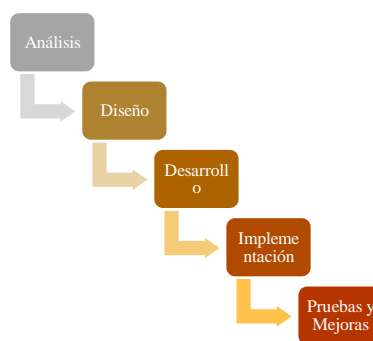 Análisis
Diseño
Desarroll
o
Impleme
ntación
Pruebas y
Mejoras